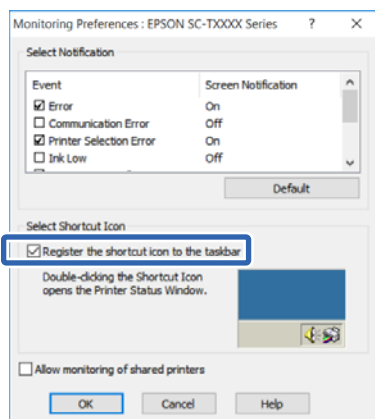 Monitoring Preferences : EPSON SC-TXXXX Series ? ×
Select Notification
Event Screen Notification
Error On
Communication Error Off
Printer Selection Error On
Ink Low Off
Default
Select Shortcut Icon
Register the shortcut icon to the taskbar
Double-clicking the Shortcut Icon
opens the Printer Status Window.
Allow monitoring of shared printers
OK Cancel Help